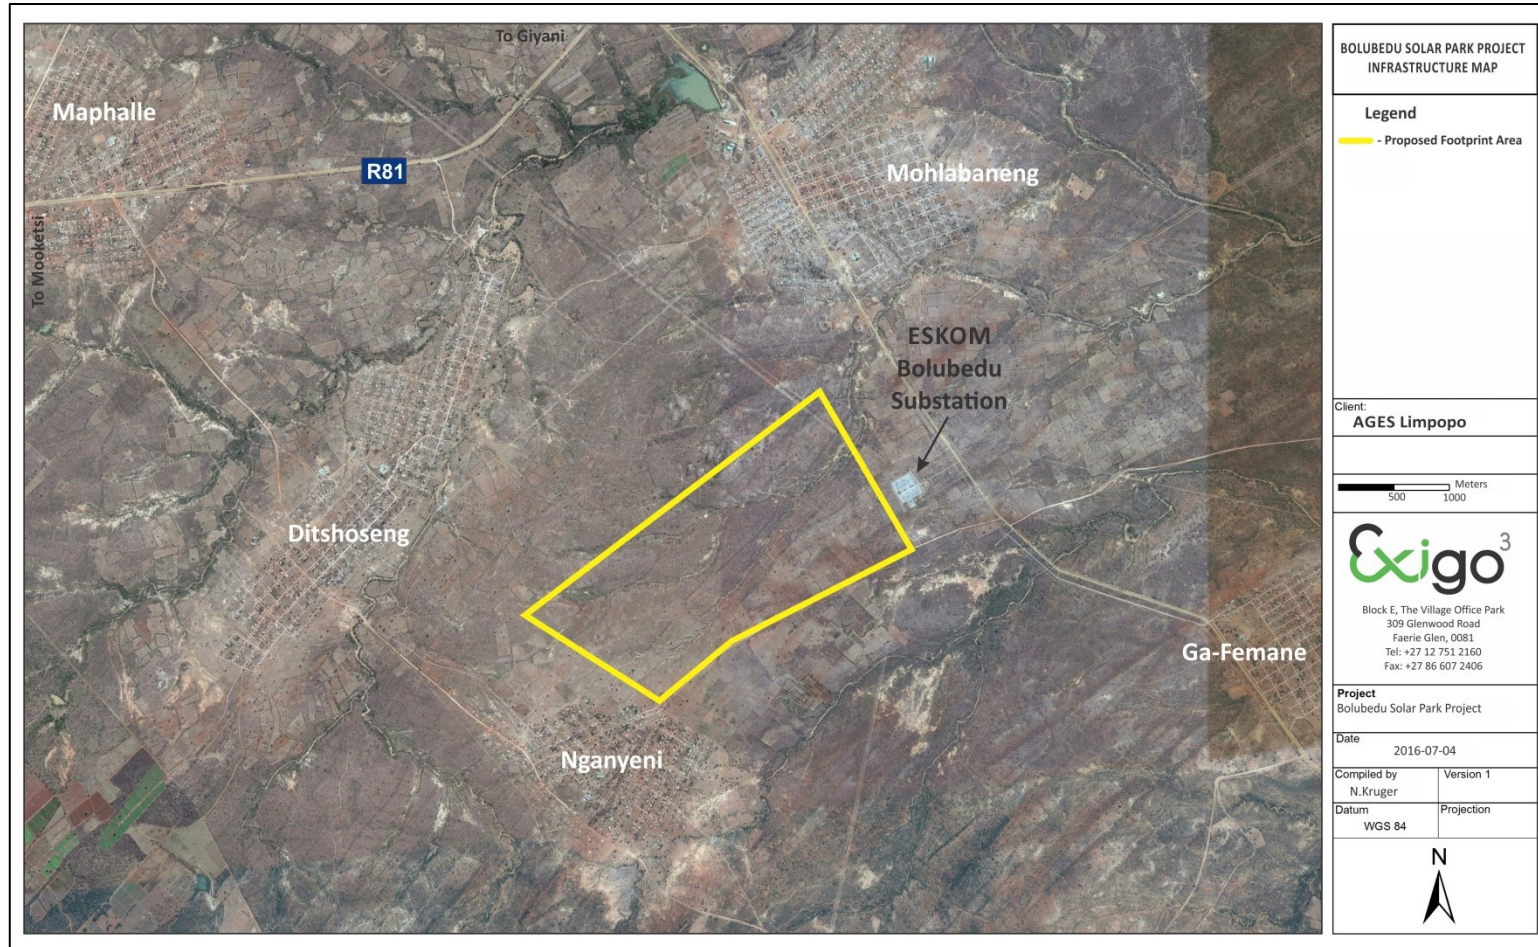 To Giyani
Maphalle
R81
Mohlabaneng
To Mooketsi
ESKOM
Bolubedu
Substation
Ditshoseng
Ga-Femane
Nganyeni
BOLUBEDU SOLAR PARK PROJECT
INFRASTRUCTURE MAP
Legend
- Proposed Footprint Area
Client:
AGES Limpopo
Meters
500 1000
Exigo3
Block E, The Village Office Park
309 Glenwood Road
Faerie Glen, 0081
Tel: +27 12 751 2160
Fax: +27 86 607 2406
Project
Bolubedu Solar Park Project
Date
2016-07-04
Compiled by Version 1
N.Kruger
Datum Projection
WGS 84
N